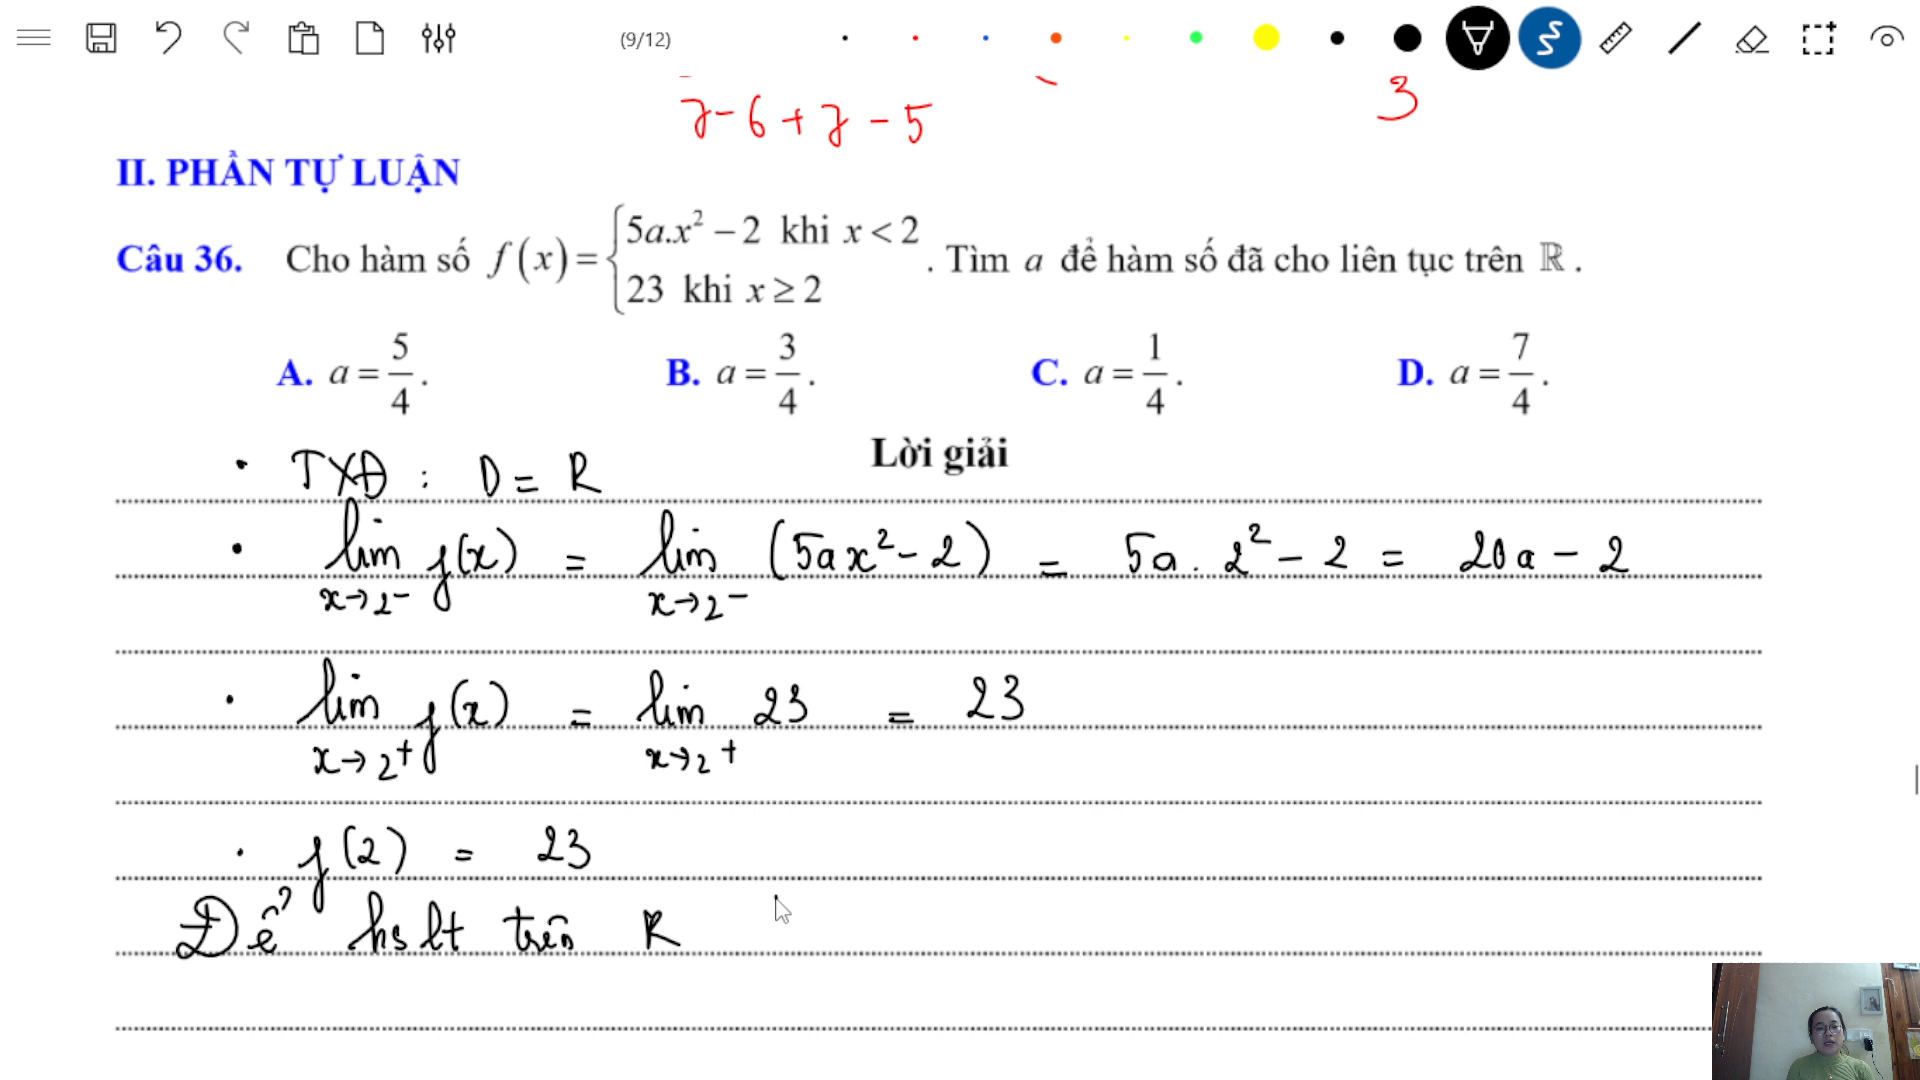 (9/12)
7-6+7-5 3
II. PHẦN TỰ LUẬN
Câu 36. Cho hàm số f(x) = { 5a.x² − 2 khi x < 2
23 khi x ≥ 2 . Tìm a để hàm số đã cho liên tục trên ℝ.
A. a = 5/4. B. a = 3/4. C. a = 1/4. D. a = 7/4.
Lời giải
• TXĐ : D = R
• lim x→2⁻ f(x) = lim x→2⁻ (5ax² − 2) = 5a . 2² − 2 = 20a − 2
• lim x→2⁺ f(x) = lim x→2⁺ 23 = 23
• f(2) = 23
Để hs lt trên R